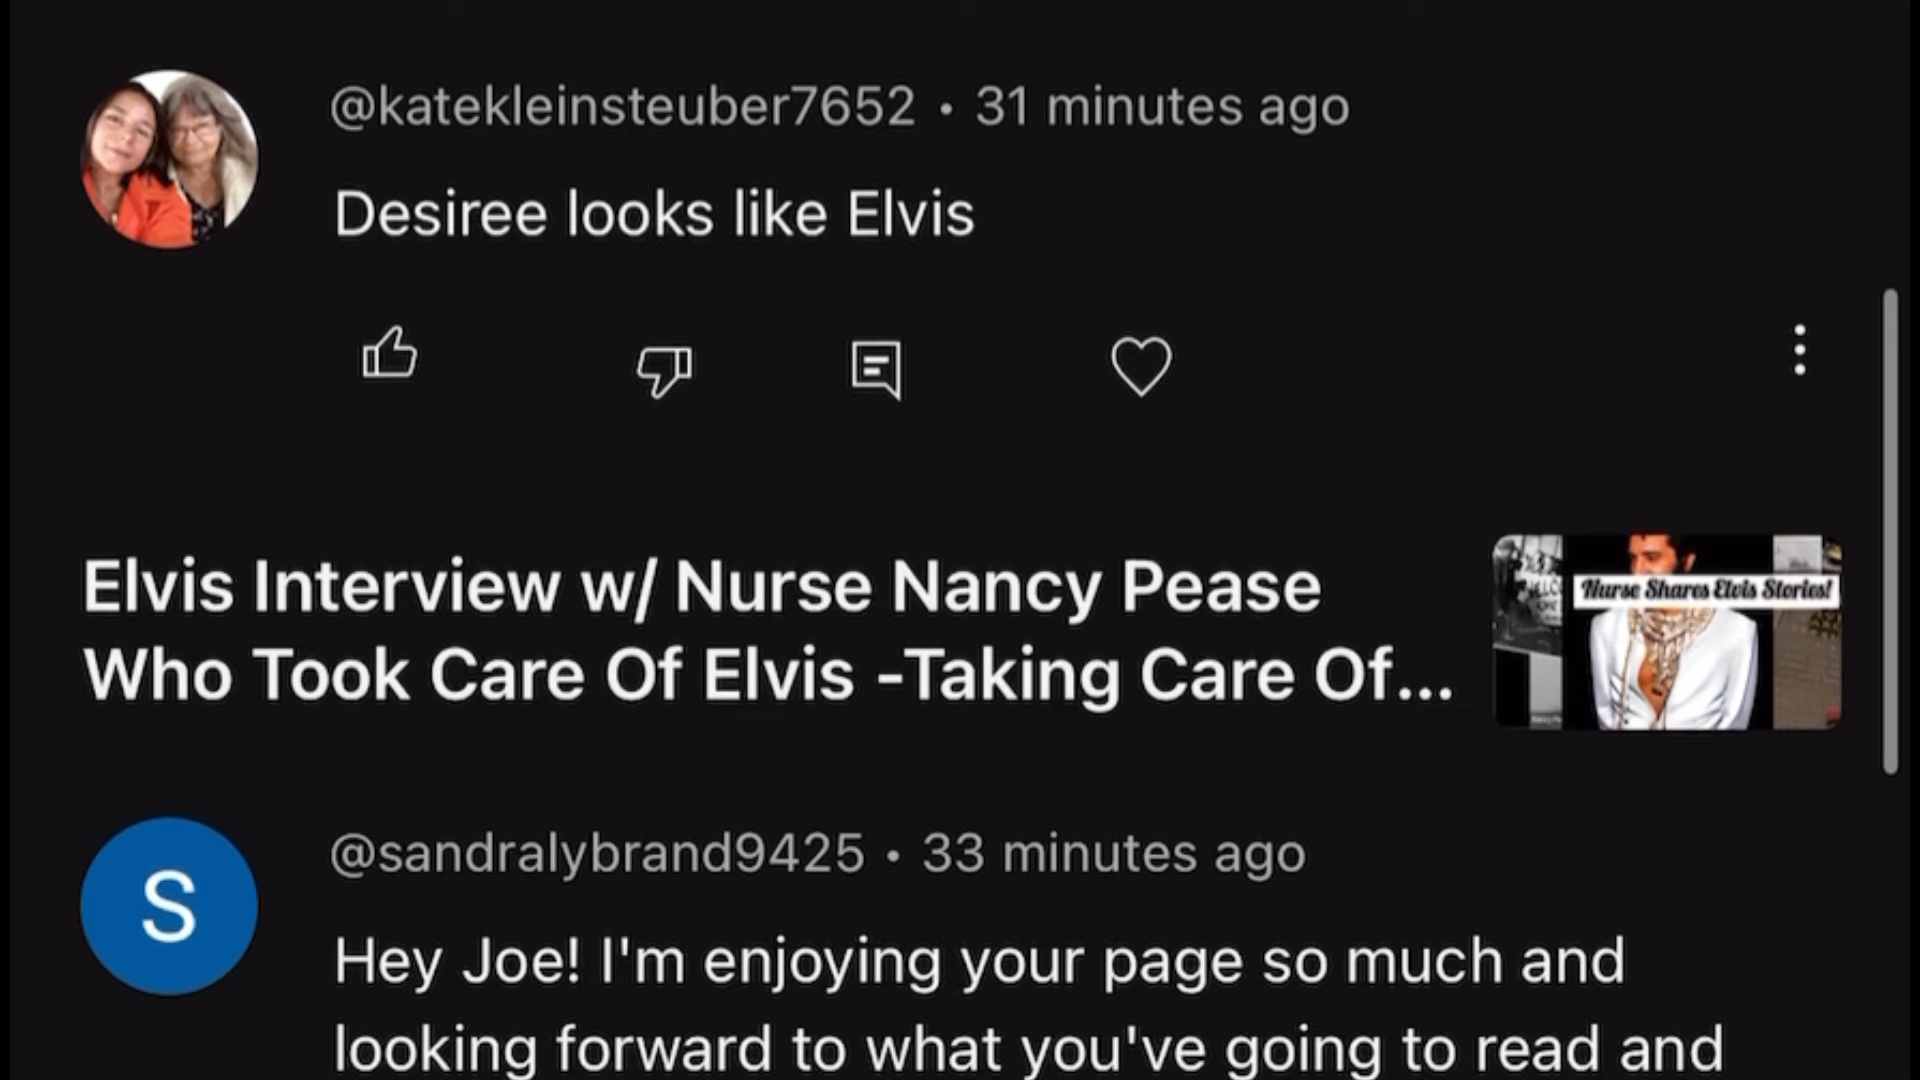 @katekleinsteuber7652 • 31 minutes ago
Desiree looks like Elvis
Elvis Interview w/ Nurse Nancy Pease
Who Took Care Of Elvis -Taking Care Of...
Nurse Shares Elvis Stories!
S
@sandralybrand9425 • 33 minutes ago
Hey Joe! I'm enjoying your page so much and
looking forward to what you've going to read and